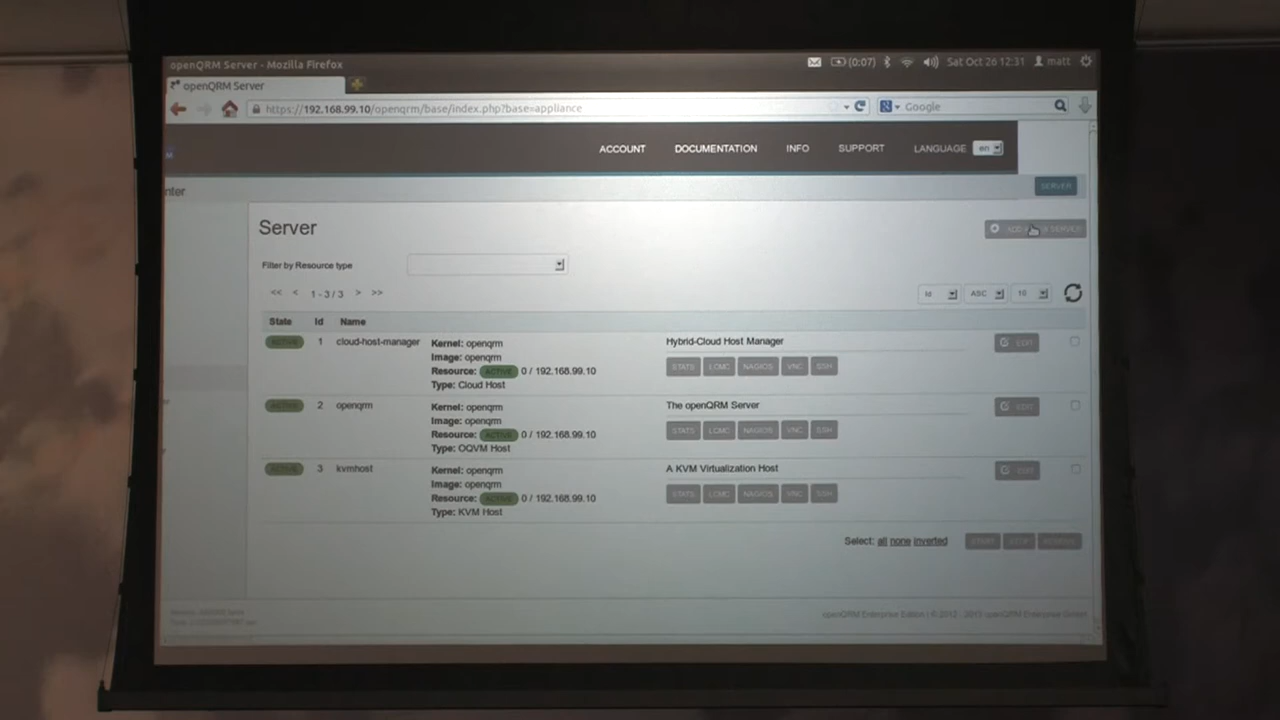 openQRM Server - Mozilla Firefox
(0:07) Sat Oct 26 12:31 matt
openQRM Server
https://192.168.99.10/openqrm/base/index.php?base=appliance
Google
ACCOUNT DOCUMENTATION INFO SUPPORT LANGUAGE en
nter
SERVER
Server
Filter by Resource type
<< < 1 - 3 / 3 > >>
Id ASC 10
State Id Name
ACTIVE 1 cloud-host-manager
Kernel: openqrm
Image: openqrm
Resource: ACTIVE 0 / 192.168.99.10
Type: Cloud Host
Hybrid-Cloud Host Manager
STATS LCMC NAGIOS VNC SSH
EDIT
ACTIVE 2 openqrm
Kernel: openqrm
Image: openqrm
Resource: ACTIVE 0 / 192.168.99.10
Type: OQVM Host
The openQRM Server
STATS LCMC NAGIOS VNC SSH
EDIT
ACTIVE 3 kvmhost
Kernel: openqrm
Image: openqrm
Resource: ACTIVE 0 / 192.168.99.10
Type: KVM Host
A KVM Virtualization Host
STATS LCMC NAGIOS VNC SSH
EDIT
Select: all none inverted
START STOP
openQRM Enterprise Edition | © 2012 - 2013 openQRM Enterprise GmbH